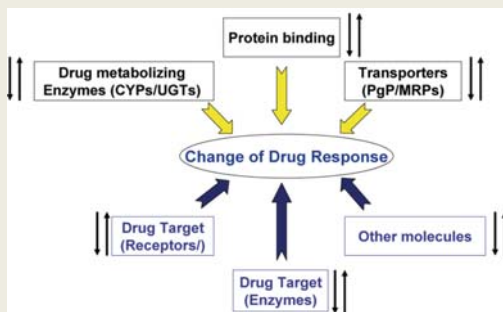 Protein binding
Drug metabolizing
Enzymes (CYPs/UGTs)
Transporters
(PgP/MRPs)
Change of Drug Response
Drug Target
(Receptors/)
Other molecules
Drug Target
(Enzymes)